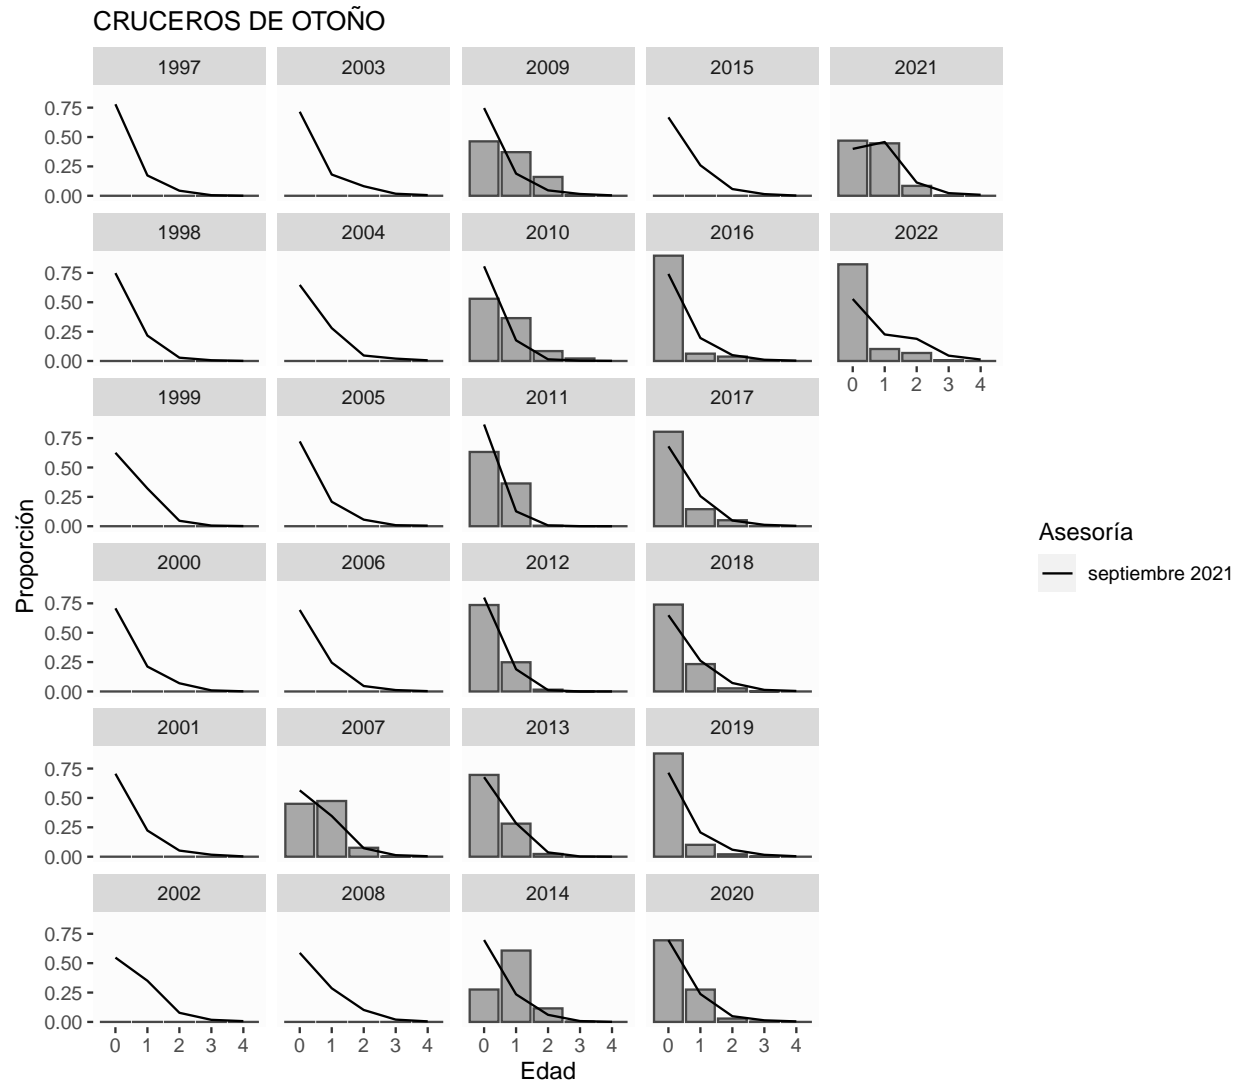 CRUCEROS DE OTOÑO
1997 2003 2009 2015 2021
0.75
0.50
0.25
0.00
1998 2004 2010 2016 2022
0.75
0.50
0.25
0.00
0 1 2 3 4
1999 2005 2011 2017
0.75
0.50
0.25
0.00
Proporción
Asesoría
septiembre 2021
2000 2006 2012 2018
0.75
0.50
0.25
0.00
2001 2007 2013 2019
0.75
0.50
0.25
0.00
2002 2008 2014 2020
0.75
0.50
0.25
0.00
0 1 2 3 4 0 1 2 3 4 0 1 2 3 4 0 1 2 3 4
Edad